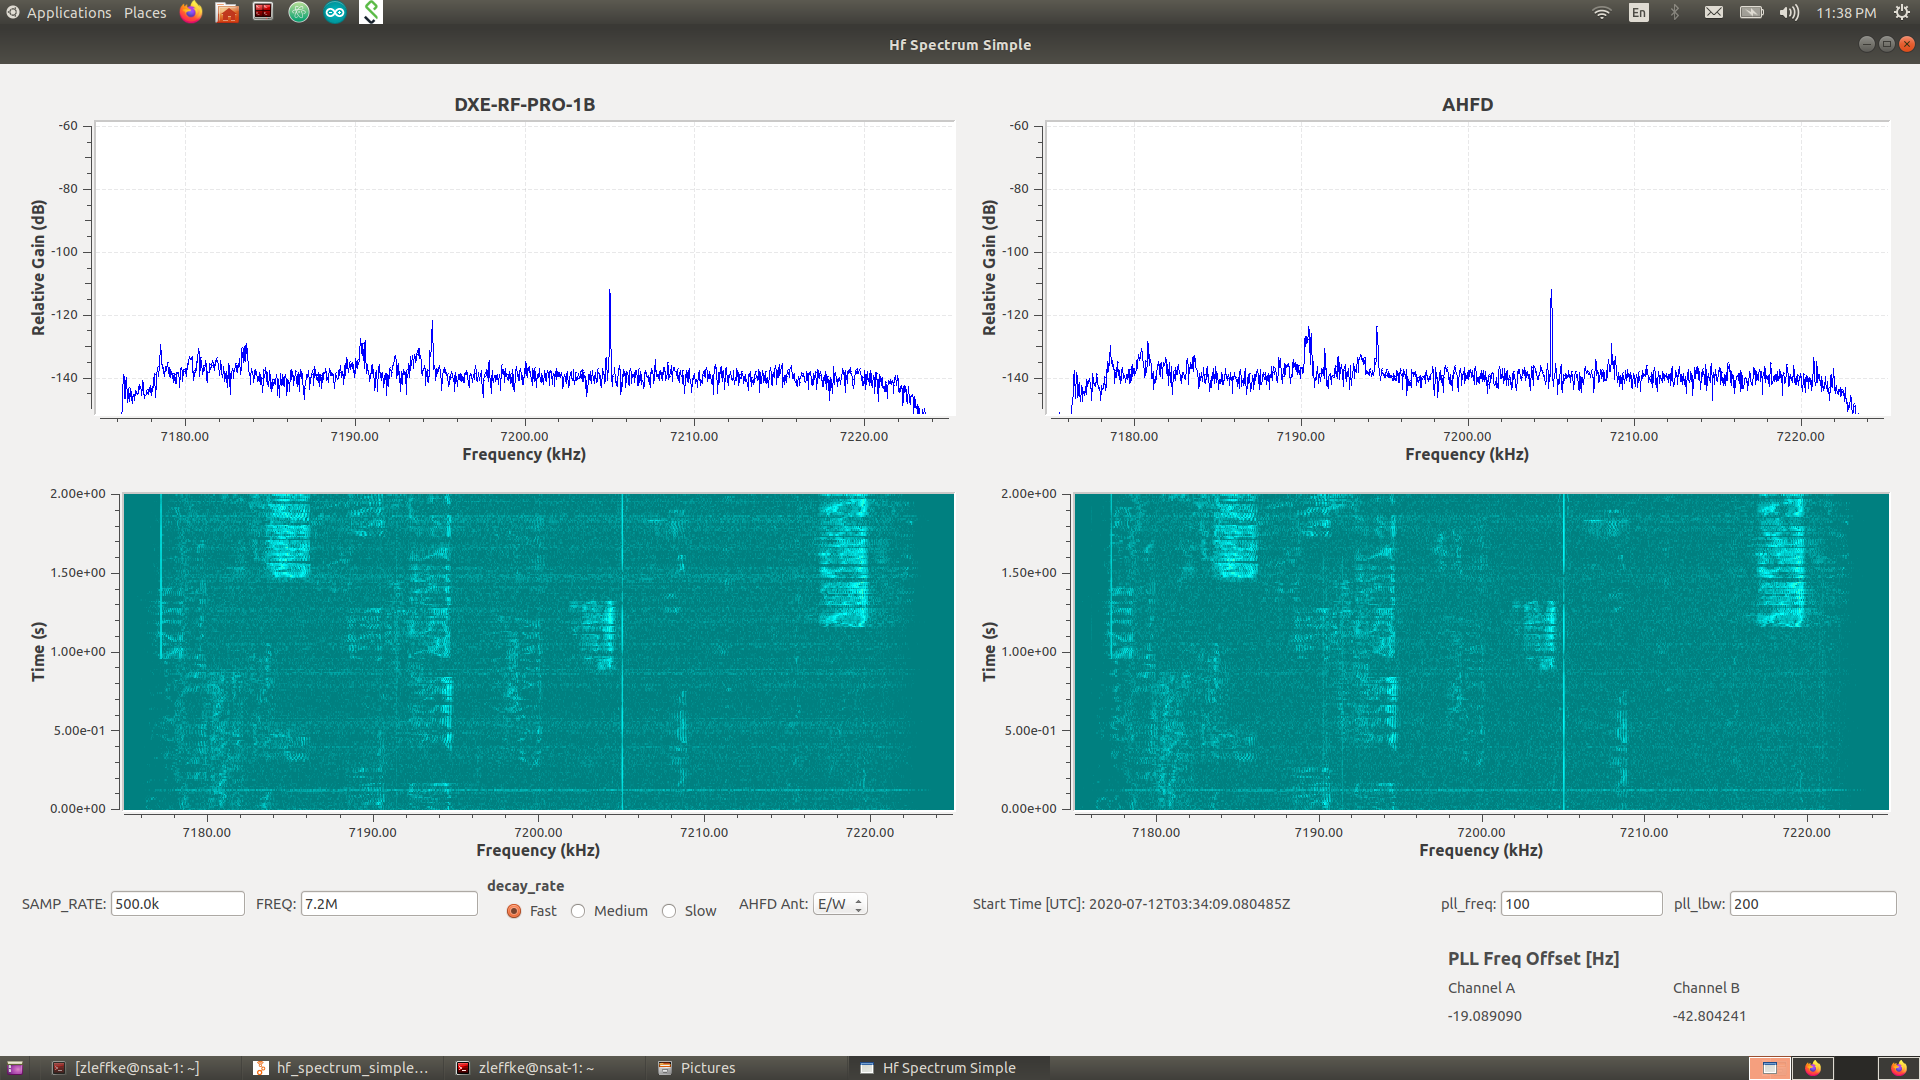 Applications Places En 11:38 PM
Hf Spectrum Simple
DXE-RF-PRO-1B
-60
-80
-100
-120
-140
Relative Gain (dB)
7180.00 7190.00 7200.00 7210.00 7220.00
Frequency (kHz)
AHFD
-60
-80
-100
-120
-140
Relative Gain (dB)
7180.00 7190.00 7200.00 7210.00 7220.00
Frequency (kHz)
2.00e+00
1.50e+00
1.00e+00
5.00e-01
0.00e+00
Time (s)
7180.00 7190.00 7200.00 7210.00 7220.00
Frequency (kHz)
2.00e+00
1.50e+00
1.00e+00
5.00e-01
0.00e+00
Time (s)
7180.00 7190.00 7200.00 7210.00 7220.00
Frequency (kHz)
decay_rate
SAMP_RATE: 500.0k FREQ: 7.2M Fast Medium Slow AHFD Ant: E/W Start Time [UTC]: 2020-07-12T03:34:09.080485Z pll_freq: 100 pll_lbw: 200
PLL Freq Offset [Hz]
Channel A Channel B
-19.089090 -42.804241
[zleffke@nsat-1: ~] hf_spectrum_simple... zleffke@nsat-1: ~ Pictures Hf Spectrum Simple